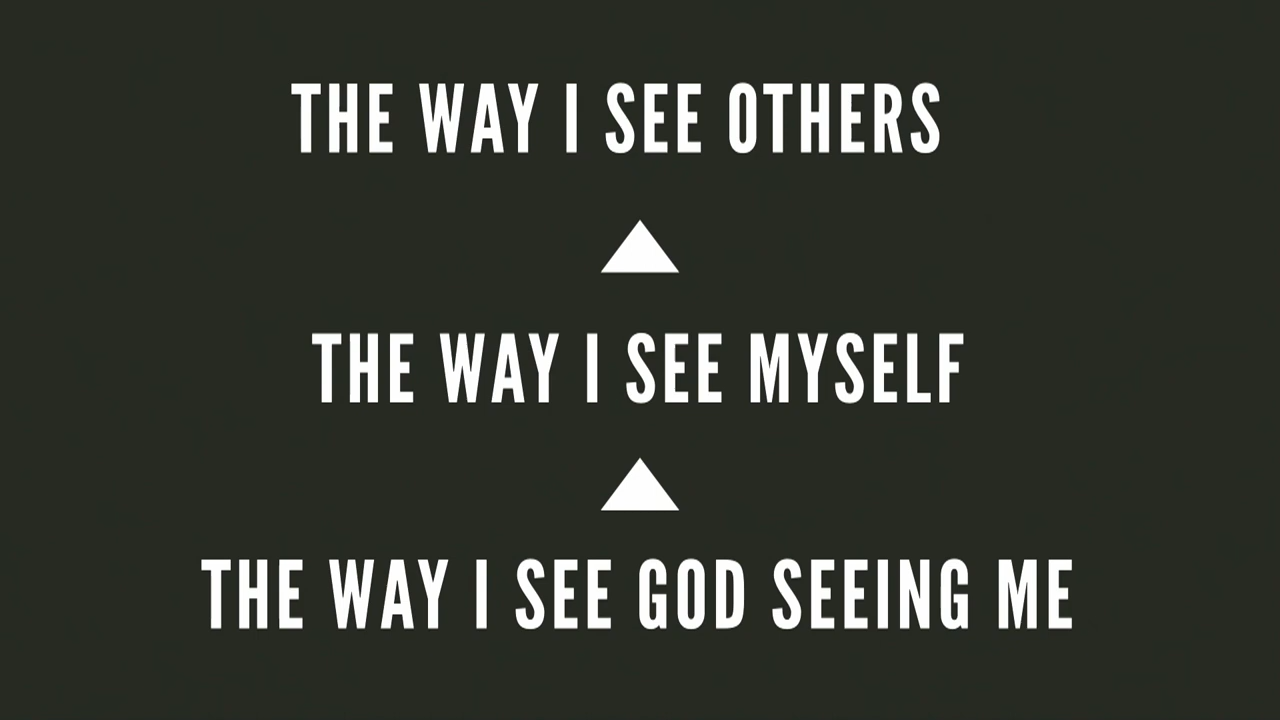 THE WAY I SEE OTHERS
THE WAY I SEE MYSELF
THE WAY I SEE GOD SEEING ME